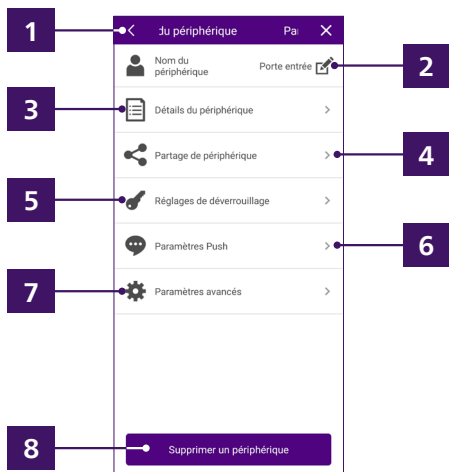 1
du périphérique Pa
Nom du
périphérique
Porte entrée
2
3
Détails du périphérique
Partage de périphérique
4
5
Réglages de déverrouillage
Paramètres Push
6
7
Paramètres avancés
8
Supprimer un périphérique